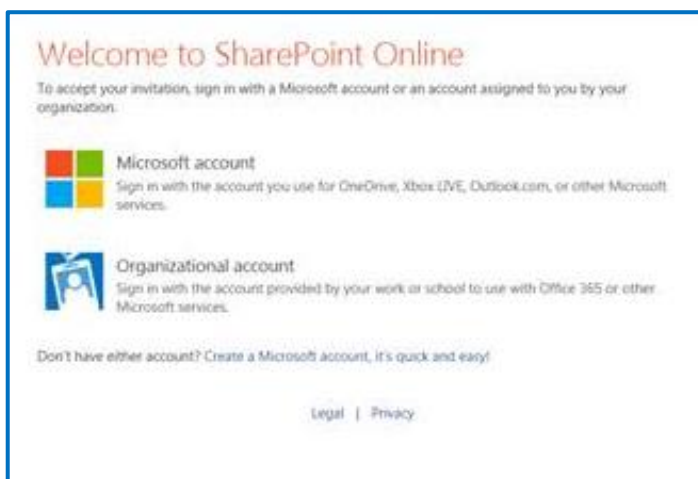 Welcome to SharePoint Online
To accept your invitation, sign in with a Microsoft account or an account assigned to you by your
organization.
Microsoft account
Sign in with the account you use for OneDrive, Xbox LIVE, Outlook.com, or other Microsoft
services.
Organizational account
Sign in with the account provided by your work or school to use with Office 365 or other
Microsoft services.
Don't have either account? Create a Microsoft account, it's quick and easy!
Legal | Privacy